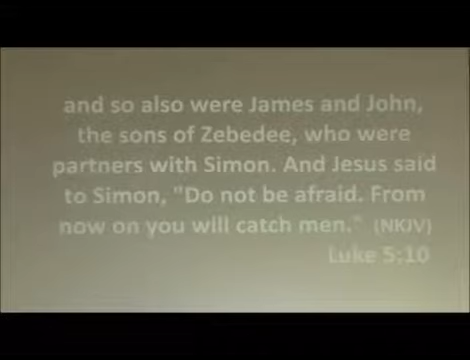 and so also were James and John,
the sons of Zebedee, who were
partners with Simon. And Jesus said
to Simon, "Do not be afraid. From
now on you will catch men." (NKJV)
Luke 5:10